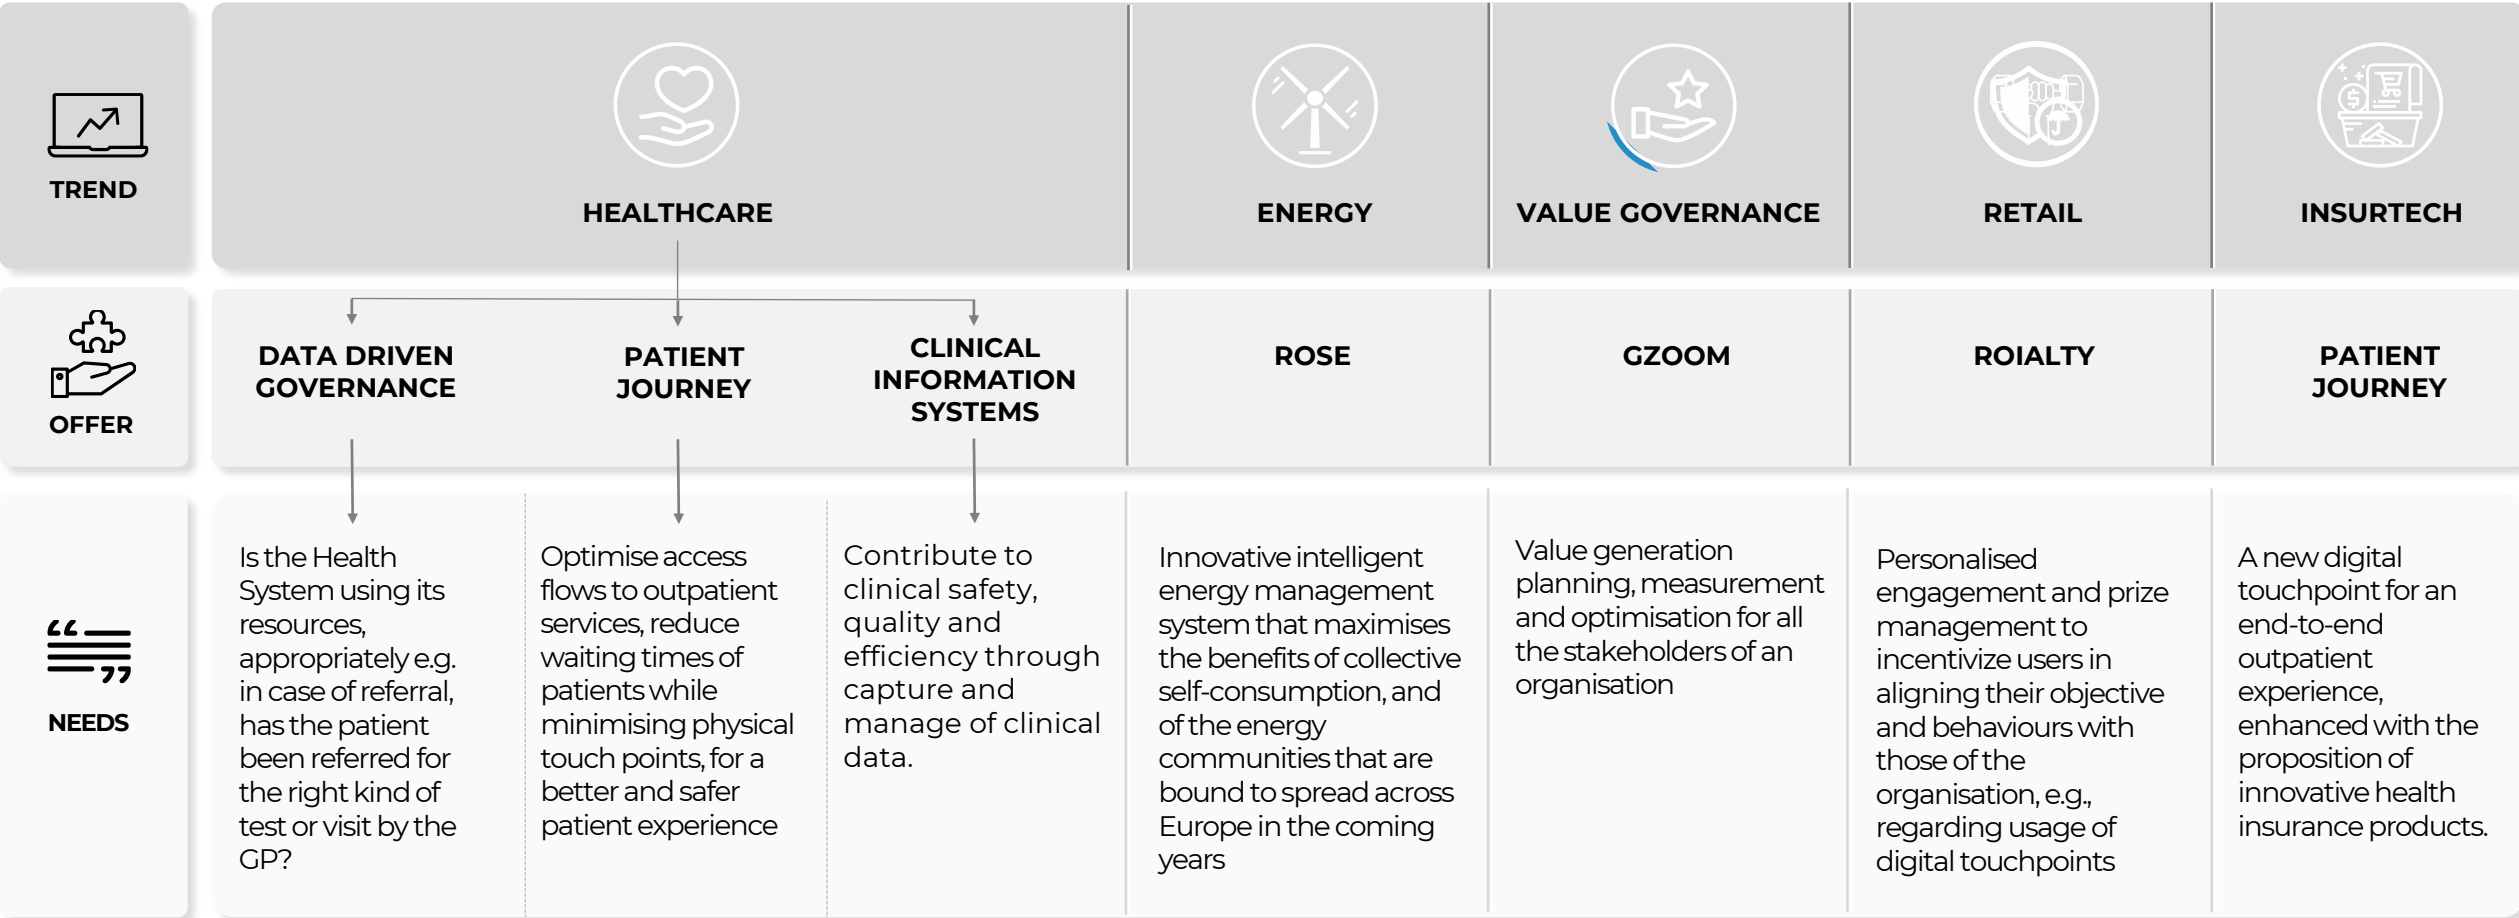 TREND
HEALTHCARE
ENERGY
VALUE GOVERNANCE
RETAIL
INSURTECH
OFFER
DATA DRIVEN
GOVERNANCE
PATIENT
JOURNEY
CLINICAL
INFORMATION
SYSTEMS
ROSE
GZOOM
ROIALTY
PATIENT
JOURNEY
NEEDS
Is the Health
System using its
resources,
appropriately e.g.
in case of referral,
has the patient
been referred for
the right kind of
test or visit by the
GP?
Optimise access
flows to outpatient
services, reduce
waiting times of
patients while
minimising physical
touch points, for a
better and safer
patient experience
Contribute to
clinical safety,
quality and
efficiency through
capture and
manage of clinical
data.
Innovative intelligent
energy management
system that maximises
the benefits of collective
self-consumption, and
of the energy
communities that are
bound to spread across
Europe in the coming
years
Value generation
planning, measurement
and optimisation for all
the stakeholders of an
organisation
Personalised
engagement and prize
management to
incentivize users in
aligning their objective
and behaviours with
those of the
organisation, e.g.,
regarding usage of
digital touchpoints
A new digital
touchpoint for an
end-to-end
outpatient
experience,
enhanced with the
proposition of
innovative health
insurance products.